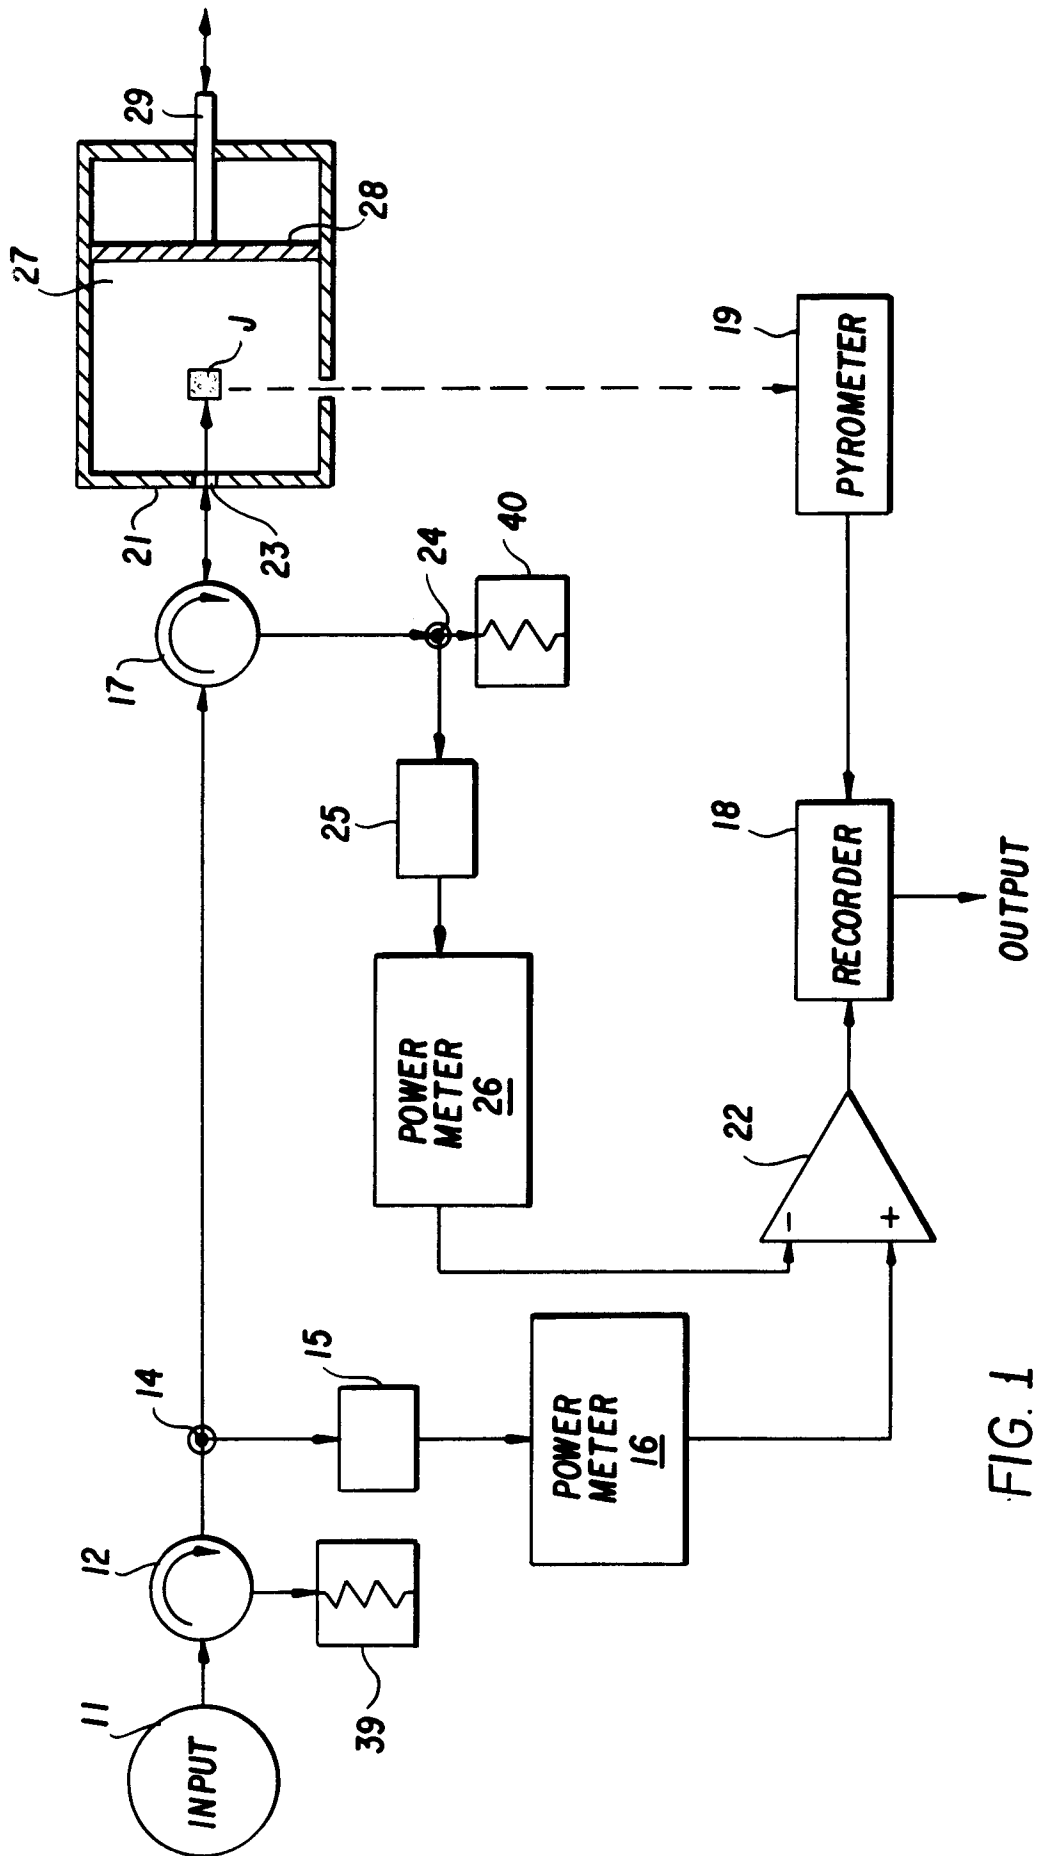 27
29
21
J
28
17
23
24
40
14
25
19
PYROMETER
12
15
POWER
METER
26
18
RECORDER
11
INPUT
39
POWER
METER
16
22
-
+
OUTPUT
FIG. 1